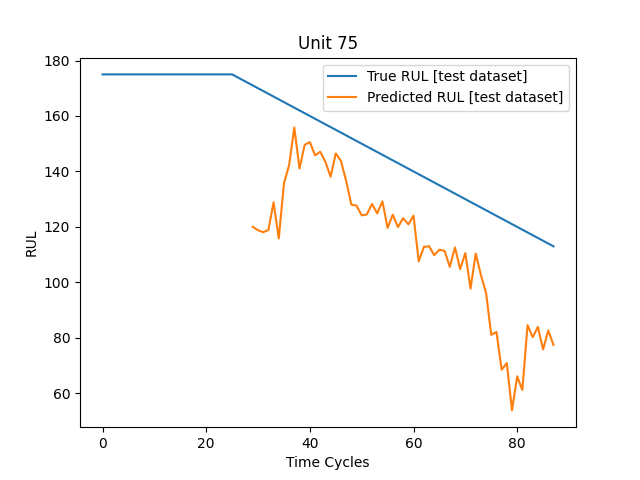 Unit 75
True RUL [test dataset]
Predicted RUL [test dataset]
RUL
180
160
140
120
100
80
60
0 20 40 60 80
Time Cycles